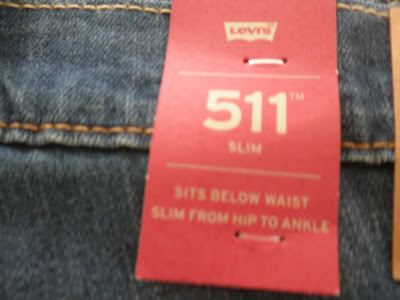 Levi's
511™
SLIM
SITS BELOW WAIST
SLIM FROM HIP TO ANKLE